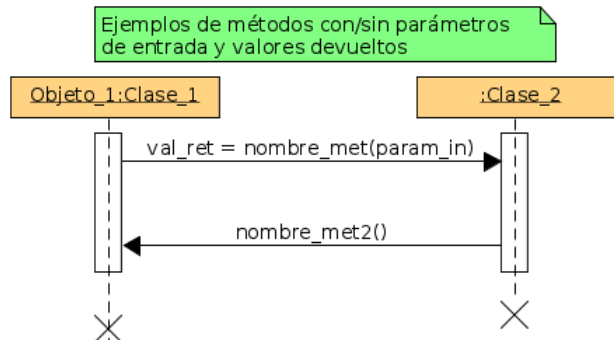 Ejemplos de métodos con/sin parámetros
de entrada y valores devueltos
Objeto_1:Clase_1
:Clase_2
val_ret = nombre_met(param_in)
nombre_met2()